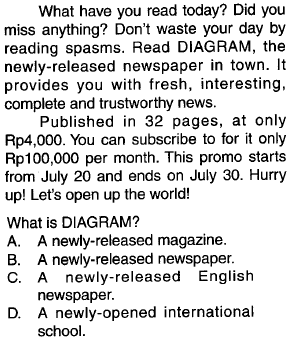 What have you read today? Did you
miss anything? Don't waste your day by
reading spasms. Read DIAGRAM, the
newly-released newspaper in town. It
provides you with fresh, interesting,
complete and trustworthy news.
Published in 32 pages, at only
Rp4,000. You can subscribe to for it only
Rp100,000 per month. This promo starts
from July 20 and ends on July 30. Hurry
up! Let's open up the world!
What is DIAGRAM?
A. A newly-released magazine.
B. A newly-released newspaper.
C. A newly-released English
newspaper.
D. A newly-opened international
school.